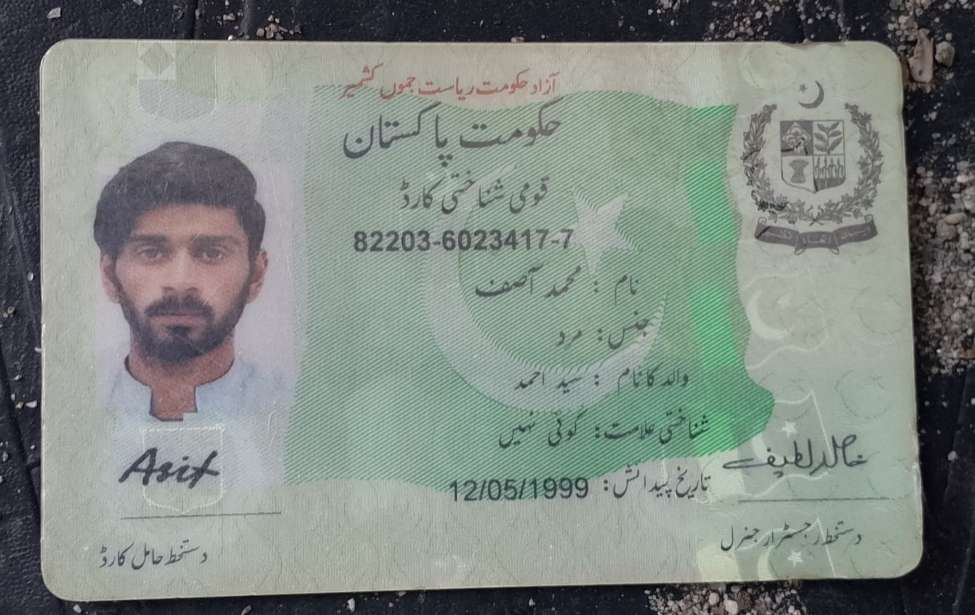 آزاد حکومت ریاست جموں کشمیر
حکومت پاکستان
قومی شناختی کارڈ
82203-6023417-7
نام : محمد آصف
جنس: مرد
والد کا نام : سید احمد
شناختی علامت: کوئی نہیں
تاریخ پیدائش: 12/05/1999
Asif
دستخط حامل کارڈ
خالد لطیف
دستخط رجسٹرار جنرل